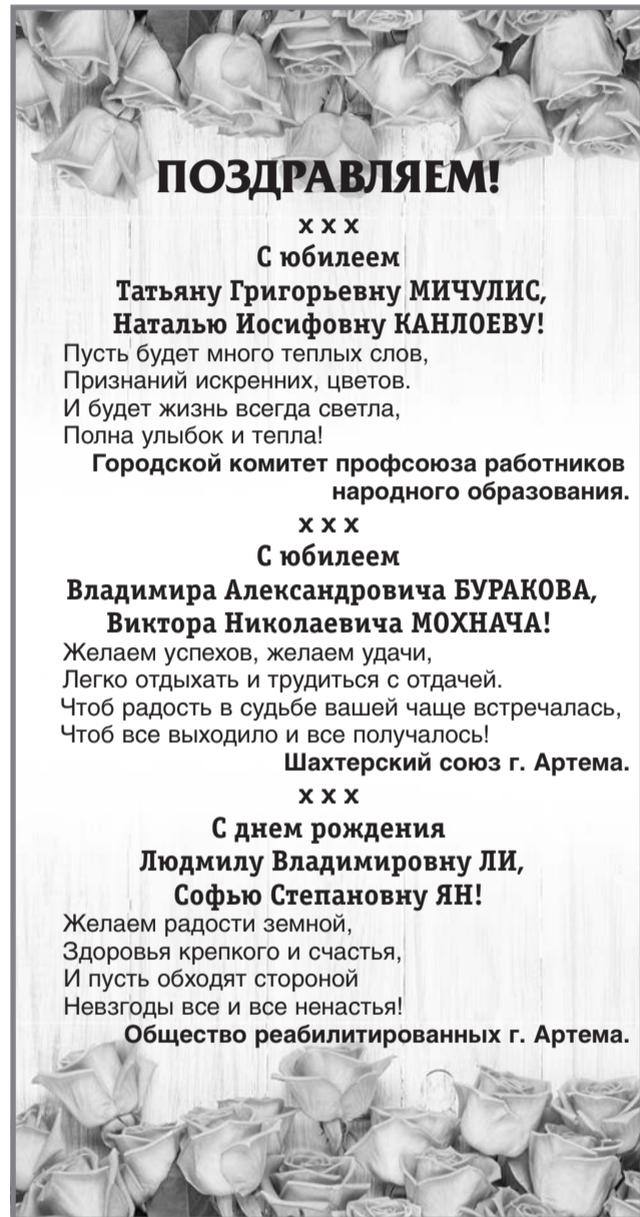 ПОЗДРАВЛЯЕМ!
х х х
С юбилеем
Татьяну Григорьевну МИЧУЛИС,
Наталью Иосифовну КАНЛОЕВУ!
Пусть будет много теплых слов,
Признаний искренних, цветов.
И будет жизнь всегда светла,
Полна улыбок и тепла!
Городской комитет профсоюза работников
народного образования.
х х х
С юбилеем
Владимира Александровича БУРАКОВА,
Виктора Николаевича МОХНАЧА!
Желаем успехов, желаем удачи,
Легко отдыхать и трудиться с отдачей.
Чтоб радость в судьбе вашей чаще встречалась,
Чтоб все выходило и все получалось!
Шахтерский союз г. Артема.
х х х
С днем рождения
Людмилу Владимировну ЛИ,
Софью Степановну ЯН!
Желаем радости земной,
Здоровья крепкого и счастья,
И пусть обходят стороной
Невзгоды все и все ненастья!
Общество реабилитированных г. Артема.